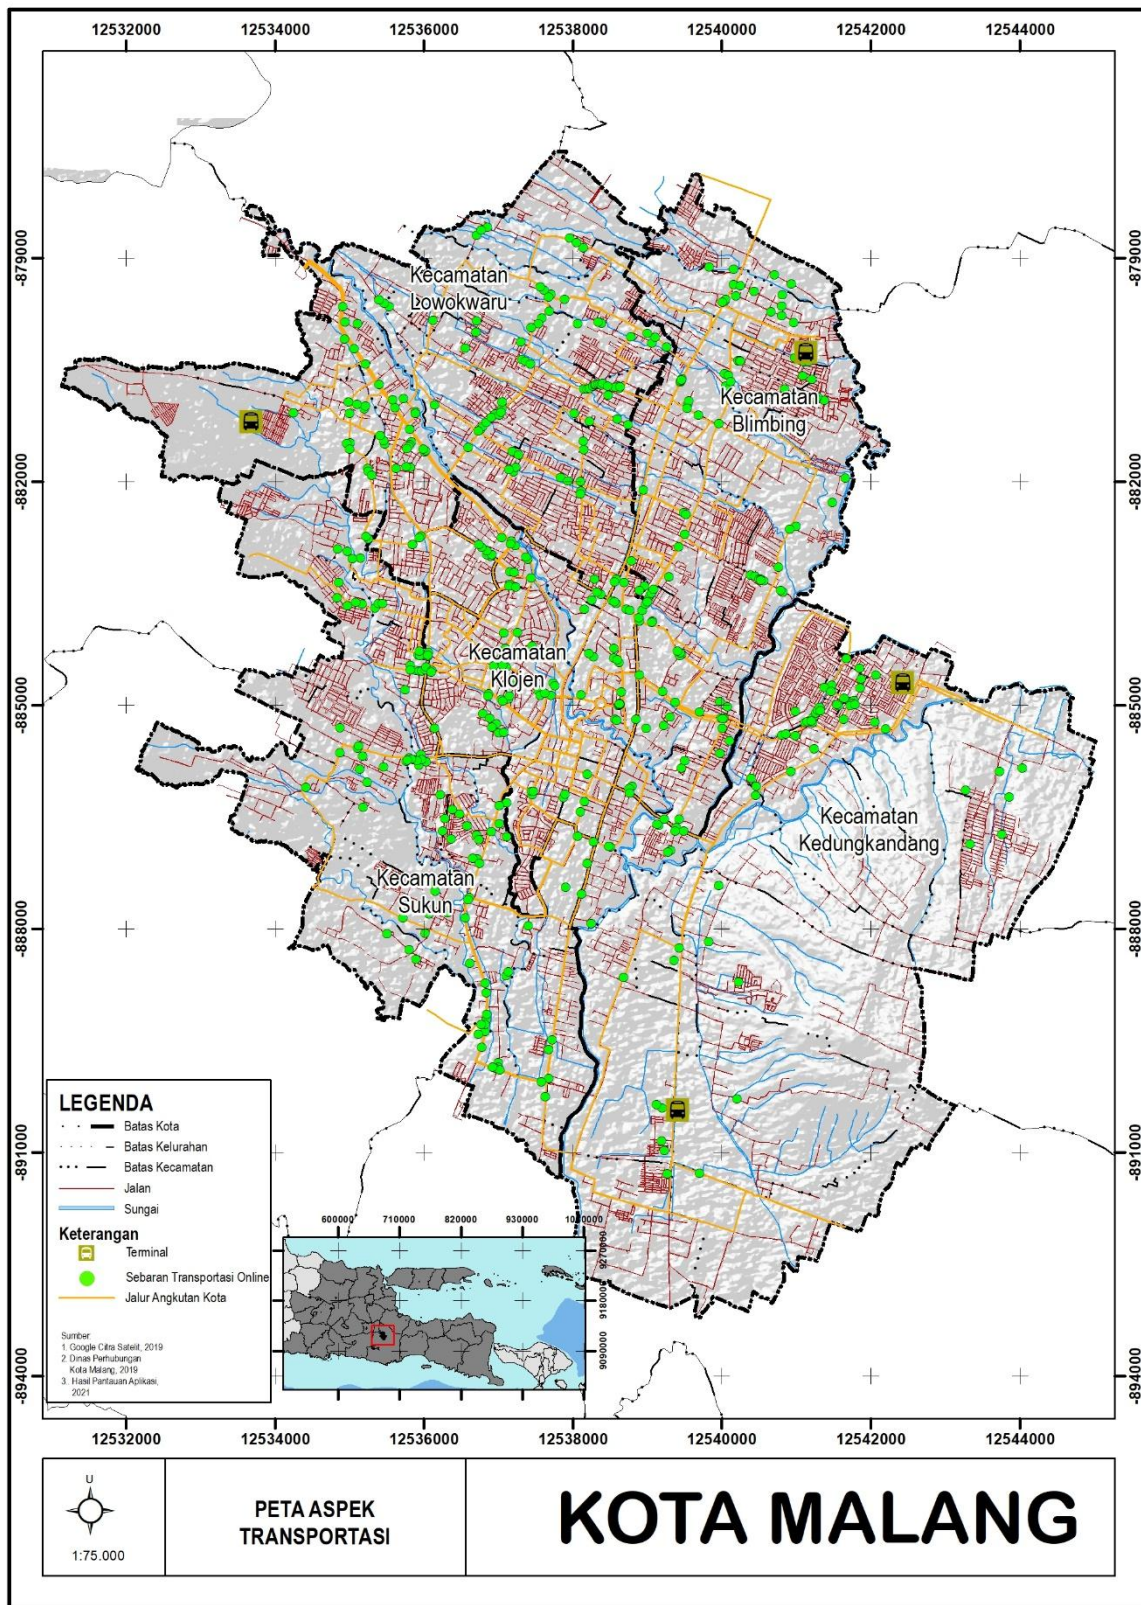 12532000 12534000 12536000 12538000 12540000 12542000 12544000
-879000
-879000
Kecamatan
Lowokwaru
Kecamatan
Blimbing
-882000
-882000
Kecamatan
Klojen
-885000
-885000
Kecamatan
Kedungkandang
Kecamatan
Sukun
-888000
-888000
-891000
-891000
LEGENDA
Batas Kota
Batas Kelurahan
Batas Kecamatan
Jalan
Sungai
Keterangan
Terminal
Sebaran Transportasi Online
Jalur Angkutan Kota
Sumber
1. Google Citra Satelit, 2019
2. Dinas Perhubungan
Kota Malang, 2019
3. Hasil Pantauan Aplikasi,
2021
600000 710000 820000 930000
9270000
9180000
9090000
-894000
-894000
12532000 12534000 12536000 12538000 12540000 12542000 12544000
U
1:75.000
PETA ASPEK
TRANSPORTASI
KOTA MALANG